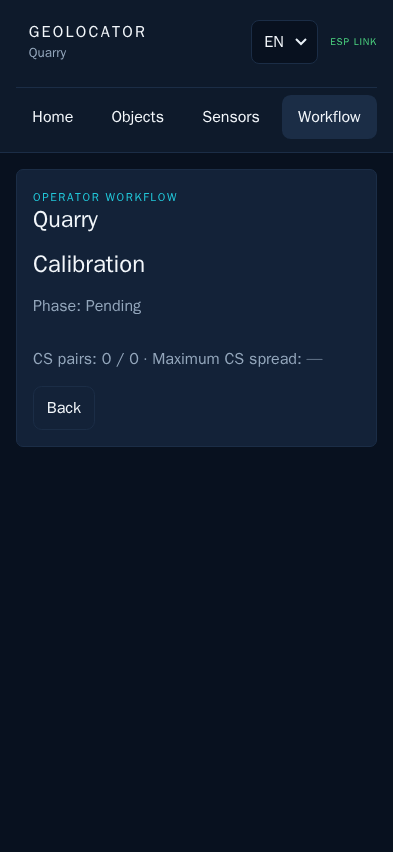 GEOLOCATOR
Quarry
EN
ESP LINK
Home Objects Sensors Workflow
OPERATOR WORKFLOW
Quarry
Calibration
Phase: Pending
CS pairs: 0 / 0 · Maximum CS spread: —
Back